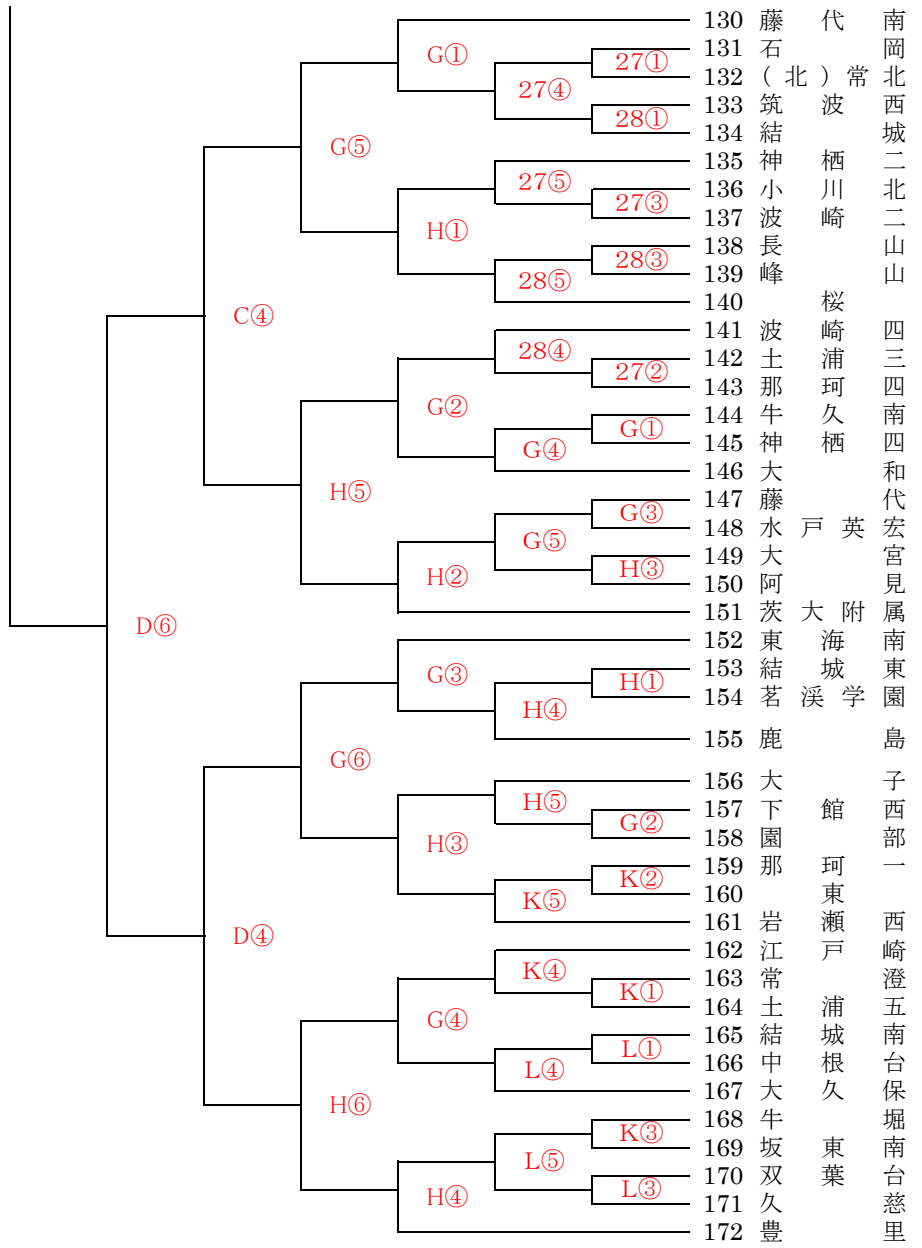 130 藤代南
G① 131 石岡
27① 132 (北)常北
27④ 133 筑波西
28① 134 結城
G⑤ 135 神栖二
27⑤ 136 小川北
27③ 137 波崎二
H① 138 長山
28③ 139 峰山
28⑤ 140 桜
C④ 141 波崎四
28④ 142 土浦三
27② 143 那珂四
G② 144 牛久南
G① 145 神栖四
G④ 146 大和
H⑤ 147 藤代
G③ 148 水戸英宏
G⑤ 149 大宮
H③ 150 阿見
H② 151 茨大附属
D⑥ 152 東海南
G③ 153 結城東
H① 154 茗渓学園
H④ 155 鹿島
G⑥ 156 大子
H⑤ 157 下館西
G② 158 園部
H③ 159 那珂一
K② 160 東
K⑤ 161 岩瀬西
D④ 162 江戸崎
K④ 163 常澄
K① 164 土浦五
G④ 165 結城南
L① 166 中根台
L④ 167 大久保
H⑥ 168 牛堀
K③ 169 坂東南
L⑤ 170 双葉台
L③ 171 久慈
H④ 172 豊里